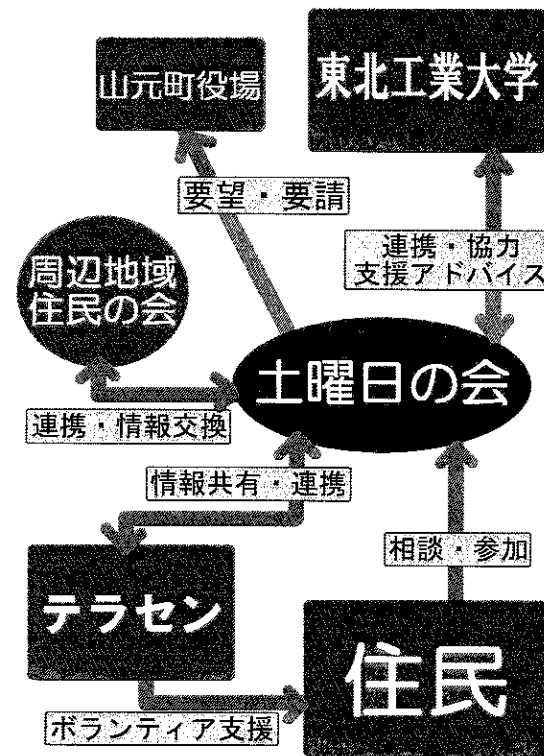 山元町役場
東北工業大学
要望・要請
連携・協力
支援アドバイス
周辺地域
住民の会
土曜日の会
連携・情報交換
情報共有・連携
相談・参加
テラセン
住民
ボランティア支援